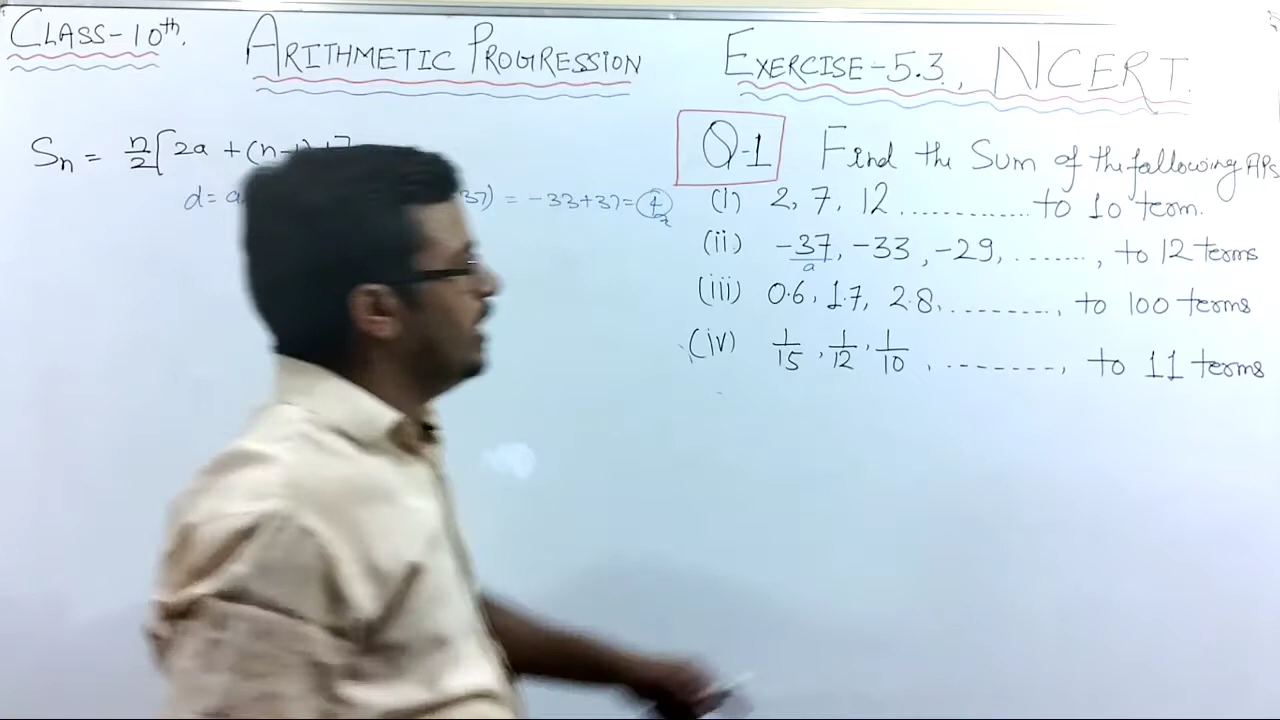 CLASS-10th. ARITHMETIC PROGRESSION EXERCISE-5.3, NCERT.
Sn = n/2[2a + (n-
d= a 37) = -33+37= 4
Q-1 Find the Sum of the following APs
(i) 2, 7, 12 ............. to 10 term.
(ii) -37, -33, -29, ......., to 12 terms
a
(iii) 0.6, 1.7, 2.8, ........., to 100 terms
(iv) 1/15, 1/12, 1/10, ........, to 11 terms